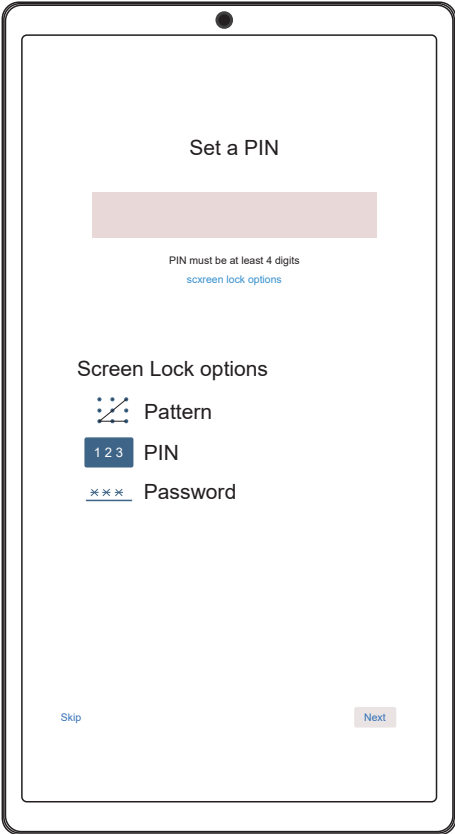 Set a PIN
PIN must be at least 4 digits
scxreen lock options
Screen Lock options
Pattern
1 2 3 PIN
*** Password
Skip
Next